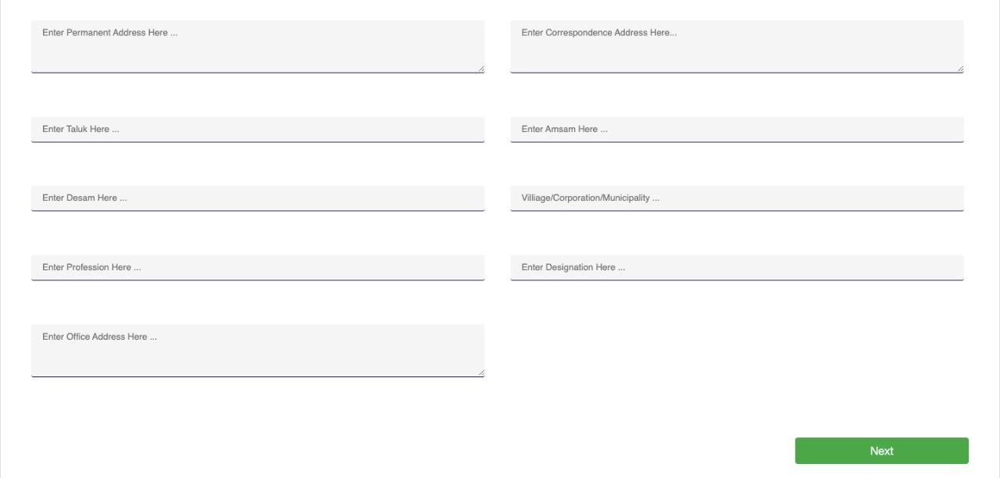 Enter Permanent Address Here ...
Enter Correspondence Address Here...
Enter Taluk Here ...
Enter Amsam Here ...
Enter Desam Here ...
Villiage/Corporation/Municipality ...
Enter Profession Here ...
Enter Designation Here ...
Enter Office Address Here ...
Next